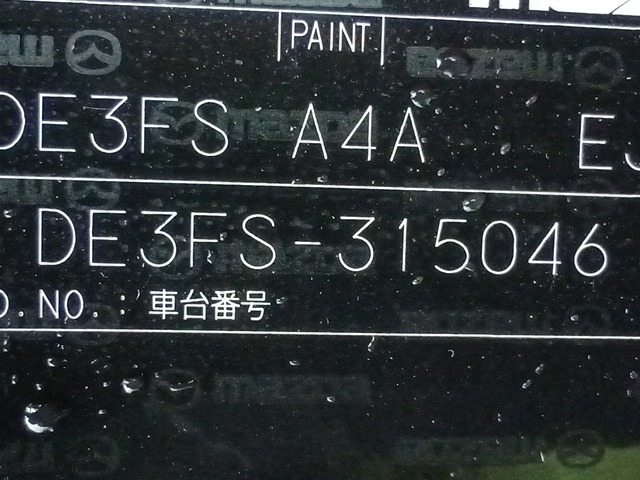 PAINT
DE3FS A4A EJ
DE3FS-315046
D.NO.: 車台番号